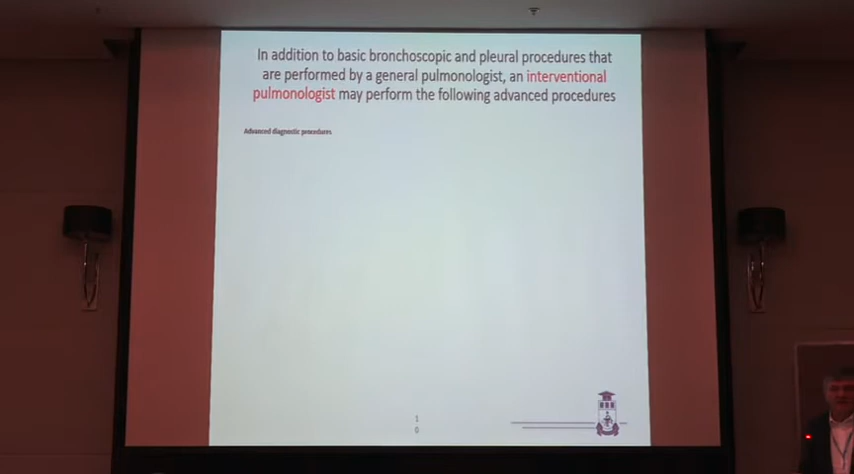 In addition to basic bronchoscopic and pleural procedures that
are performed by a general pulmonologist, an interventional
pulmonologist may perform the following advanced procedures
Advanced diagnostic procedures
1
0